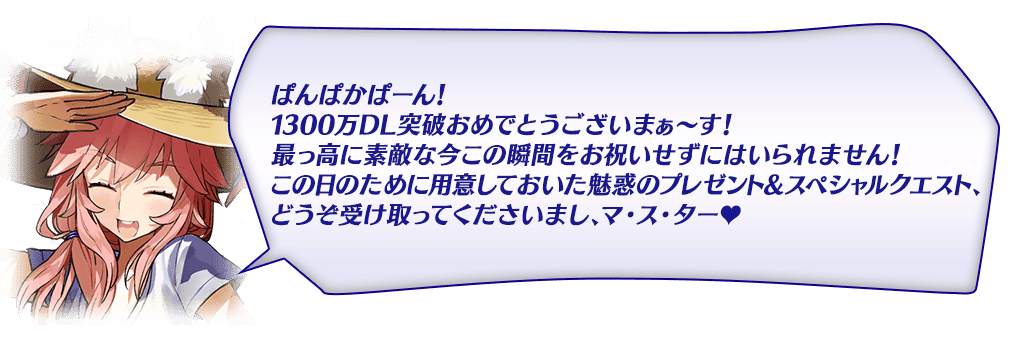 ぱんぱかぱーん！
1300万DL突破おめでとうございまぁ～す！
最っ高に素敵な今この瞬間をお祝いせずにはいられません！
この日のために用意しておいた魅惑のプレゼント&スペシャルクエスト、
どうぞ受け取ってくださいまし、マ・ス・ター♥